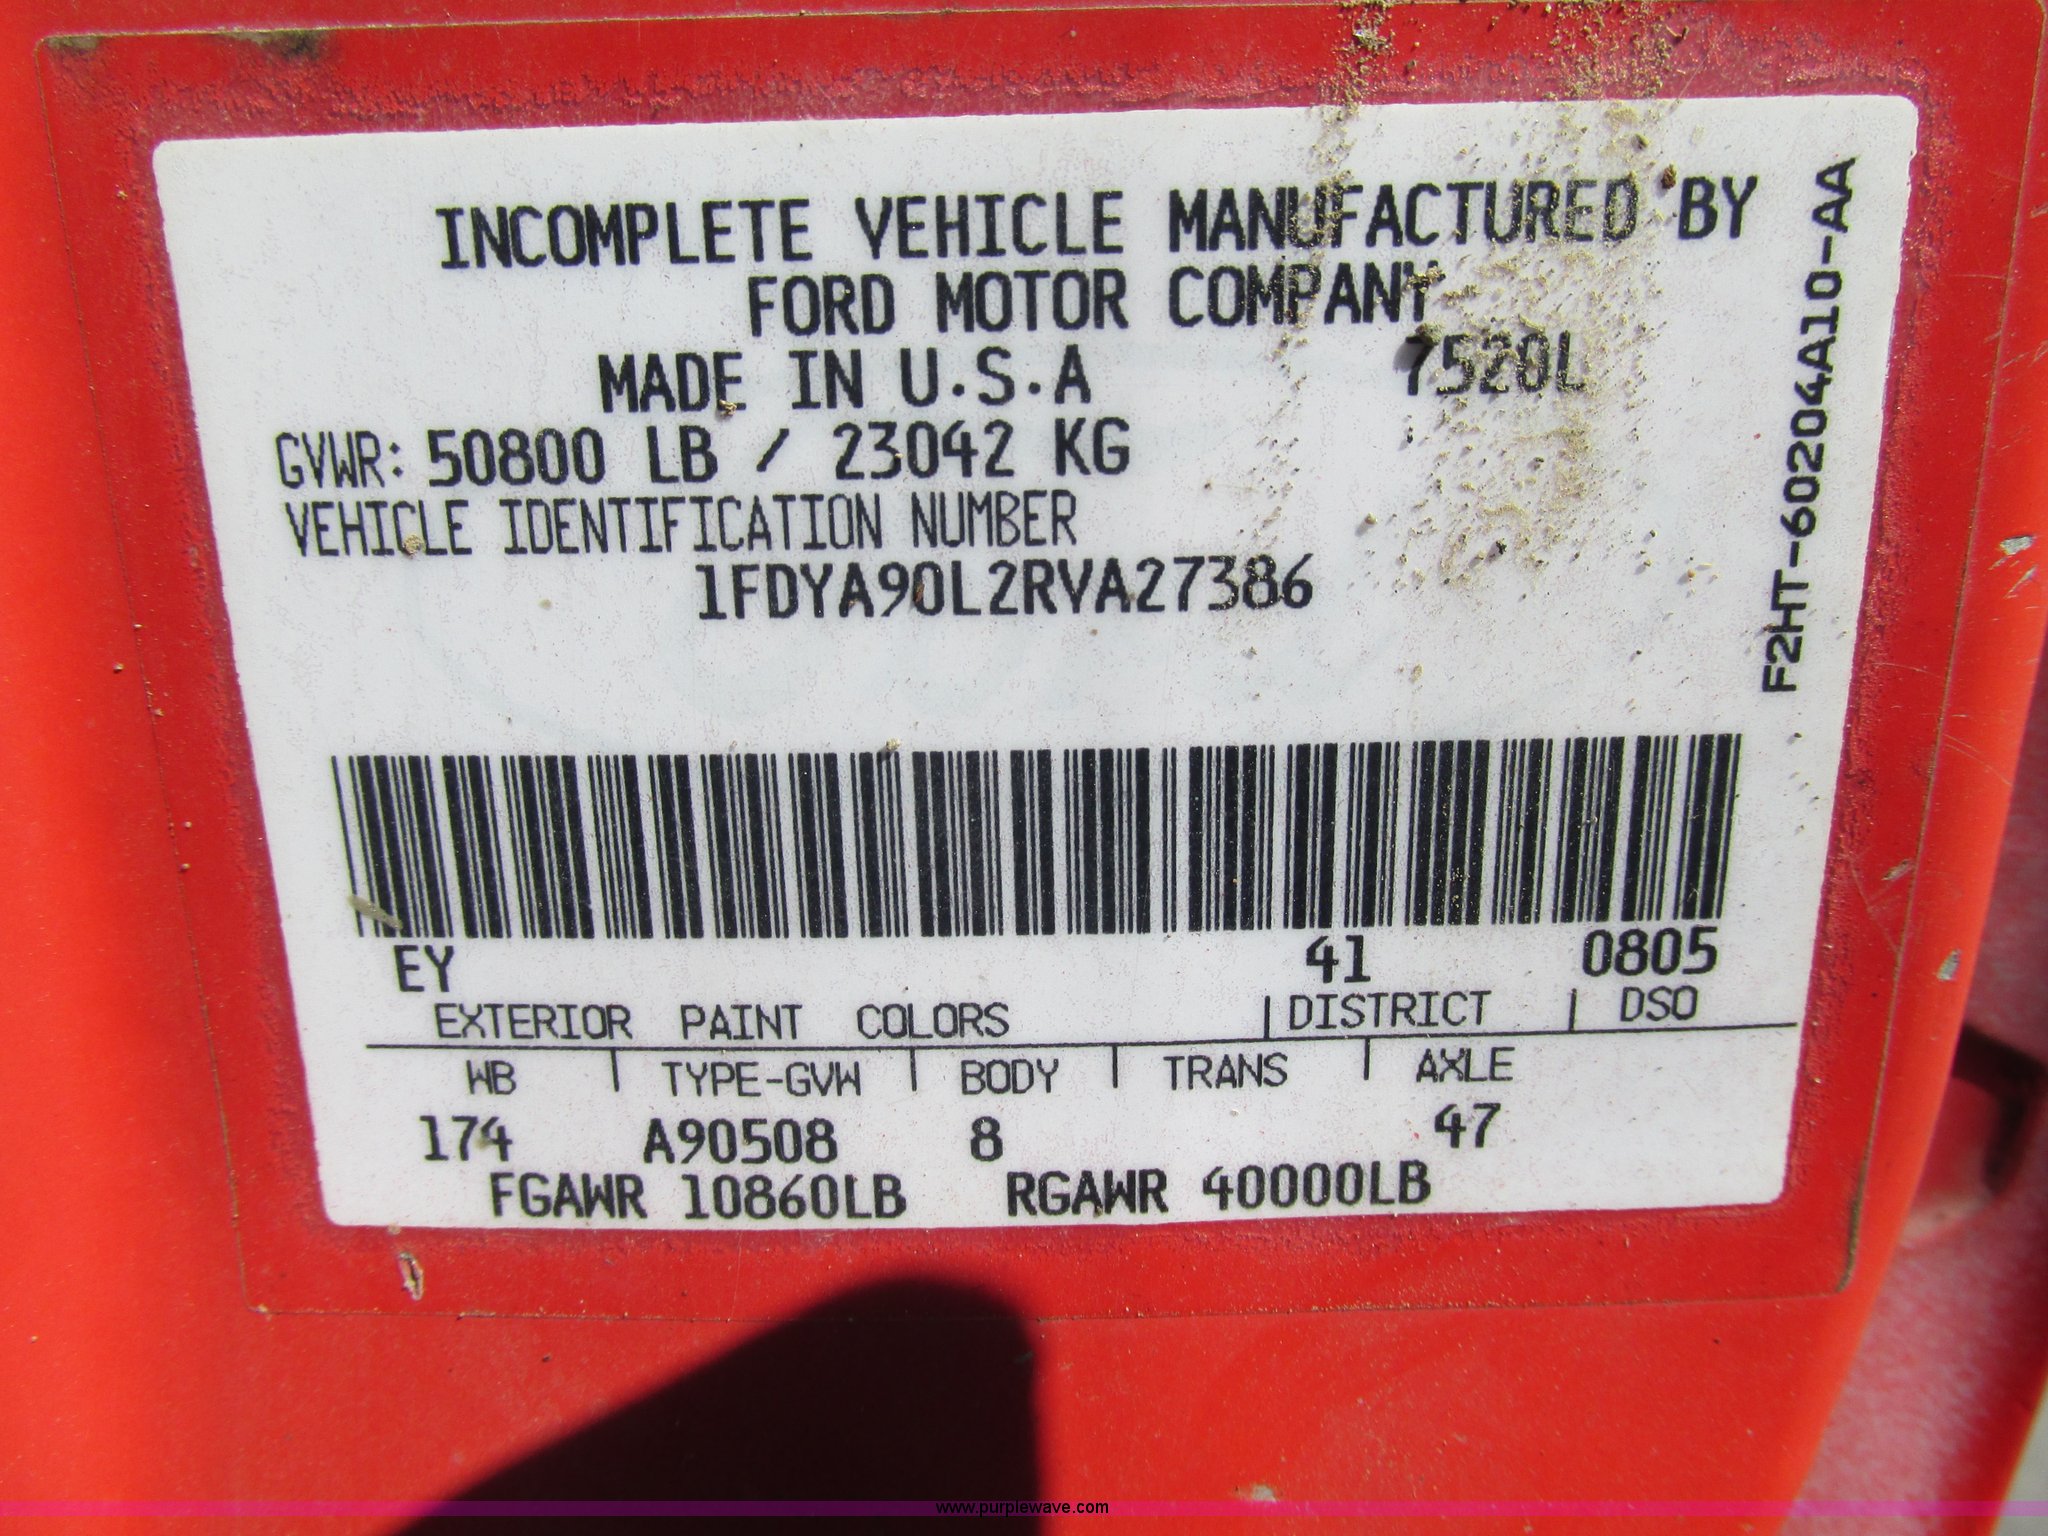 INCOMPLETE VEHICLE MANUFACTURED BY
FORD MOTOR COMPANY
MADE IN U.S.A 7520L
GVWR: 50800 LB / 23042 KG
VEHICLE IDENTIFICATION NUMBER
1FDYA90L2RVA27386
F2HT-60204A10-AA
EY 41 0805
EXTERIOR PAINT COLORS | DISTRICT | DSO
WB | TYPE-GVW | BODY | TRANS | AXLE
174 A90508 8 47
FGAWR 10860LB RGAWR 40000LB
www.purplewave.com